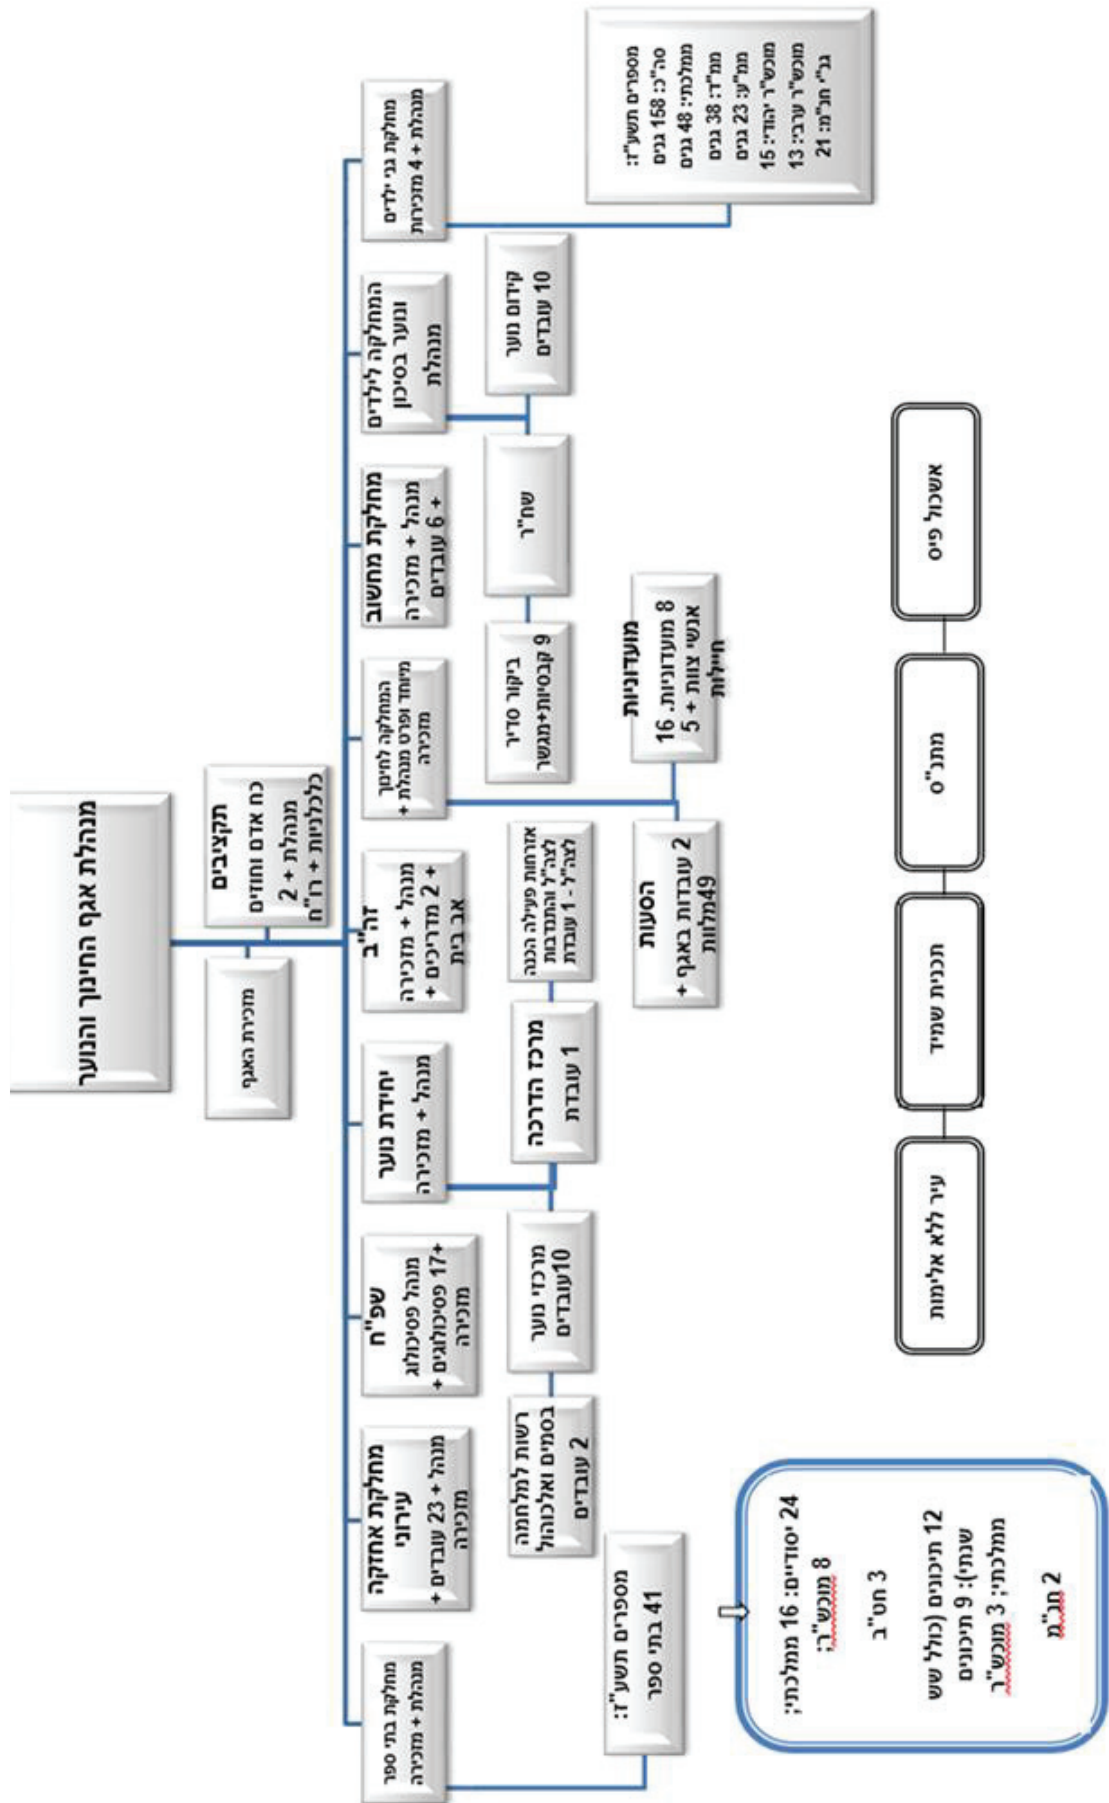 מנהלת אגף החינוך והנוער
תקציבים
כח אדם וחוזים
מנהלת + 2
כלכלניות + רו"ח
מזכירת האגף
מחלקת גני ילדים
מנהלת + 4 מזכירות
המחלקה לילדים
ונוער בסיכון
מנהלת
מחלקת מחשוב
מנהל + מזכירה
+ 6 עובדים
המחלקה לחינוך
מיוחד ופרט מנהלת +
מזכירה
זה"ב
מנהל + מזכירה
+ 2 מדריכים +
אב בית
יחידת נוער
מנהל + מזכירה
שפ"ח
מנהל פסיכולוג
+17 פסיכולוגים +
מזכירה
מחלקת אחזקה
עירוני
מנהל + 23 עובדים +
מזכירה
מחלקת בתי ספר
מנהלת + מזכירה
קידום נוער
10 עובדים
שח"ר
ביקור סדיר
9 קבסיות+מגשר
אזרחות פעילה הכנה
לצה"ל והתנדבות
לצה"ל - 1 עובדת
מרכז הדרכה
1 עובדת
מרכזי נוער
10עובדים
רשות למלחמה
בסמים ואלכוהול
2 עובדים
מספרים תשע"ד:
סה"כ: 158 גנים
ממלכתי: 48 גנים
ממ"ד: 38 גנים
23 גנים
מוכש"ר יהודי: 15
מוכש"ר ערבי: 13
תנ"מ: 21
מועדוניות
8 מועדוניות. 16
אנשי צוות + 5
חיילות
הסעות
2 עובדות באגף +
49מלוות
מספרים תשע"ד:
41 בתי ספר
24 יסודיים: 16 ממלכתי;
8 מוכש"ר:
3 חט"ב
12 תיכונים (כולל שש
שנתי): 9 תיכונים
ממלכתי; 3 מוכש"ר
2 תנ"מ
אשכול פיס
מתנ"ס
תוכנית שמיד
עיר ללא אלימות